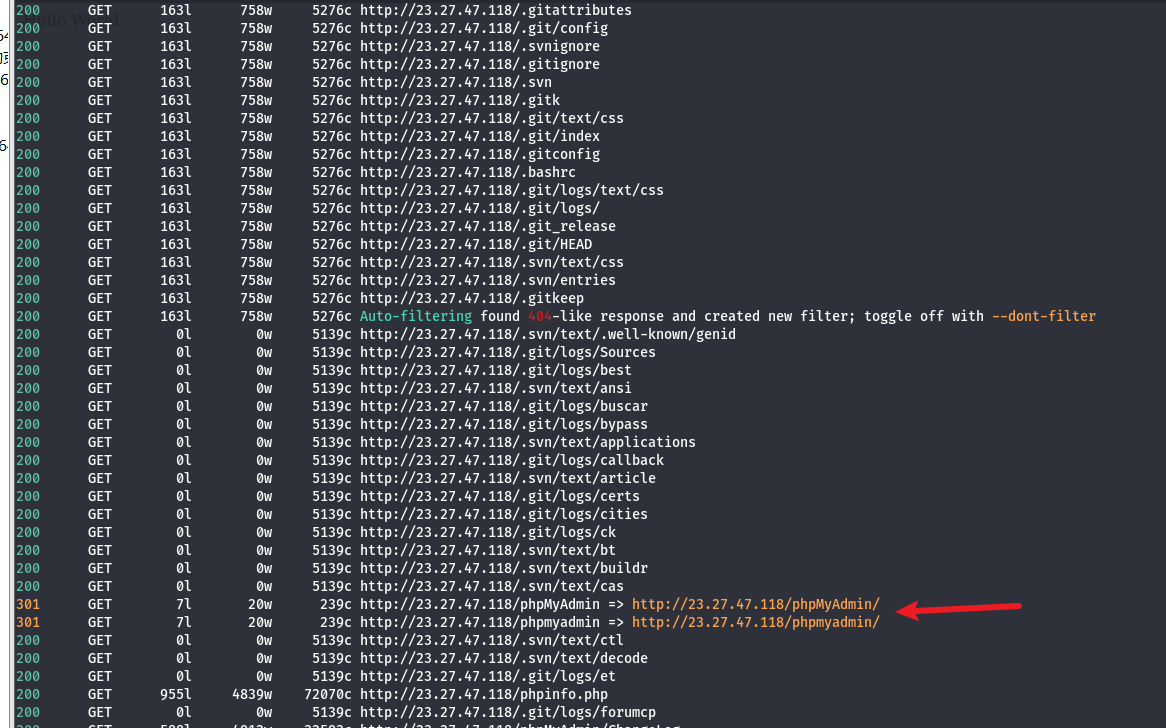 Hello World
200 GET 163l 758w 5276c http://23.27.47.118/.gitattributes
200 GET 163l 758w 5276c http://23.27.47.118/.git/config
200 GET 163l 758w 5276c http://23.27.47.118/.svnignore
200 GET 163l 758w 5276c http://23.27.47.118/.gitignore
200 GET 163l 758w 5276c http://23.27.47.118/.svn
200 GET 163l 758w 5276c http://23.27.47.118/.gitk
200 GET 163l 758w 5276c http://23.27.47.118/.git/text/css
200 GET 163l 758w 5276c http://23.27.47.118/.git/index
200 GET 163l 758w 5276c http://23.27.47.118/.gitconfig
200 GET 163l 758w 5276c http://23.27.47.118/.bashrc
200 GET 163l 758w 5276c http://23.27.47.118/.git/logs/text/css
200 GET 163l 758w 5276c http://23.27.47.118/.git/logs/
200 GET 163l 758w 5276c http://23.27.47.118/.git_release
200 GET 163l 758w 5276c http://23.27.47.118/.git/HEAD
200 GET 163l 758w 5276c http://23.27.47.118/.svn/text/css
200 GET 163l 758w 5276c http://23.27.47.118/.svn/entries
200 GET 163l 758w 5276c http://23.27.47.118/.gitkeep
200 GET 163l 758w 5276c Auto-filtering found 404-like response and created new filter; toggle off with --dont-filter
200 GET 0l 0w 5139c http://23.27.47.118/.svn/text/.well-known/genid
200 GET 0l 0w 5139c http://23.27.47.118/.git/logs/Sources
200 GET 0l 0w 5139c http://23.27.47.118/.git/logs/best
200 GET 0l 0w 5139c http://23.27.47.118/.svn/text/ansi
200 GET 0l 0w 5139c http://23.27.47.118/.git/logs/buscar
200 GET 0l 0w 5139c http://23.27.47.118/.git/logs/bypass
200 GET 0l 0w 5139c http://23.27.47.118/.svn/text/applications
200 GET 0l 0w 5139c http://23.27.47.118/.git/logs/callback
200 GET 0l 0w 5139c http://23.27.47.118/.svn/text/article
200 GET 0l 0w 5139c http://23.27.47.118/.git/logs/certs
200 GET 0l 0w 5139c http://23.27.47.118/.git/logs/cities
200 GET 0l 0w 5139c http://23.27.47.118/.git/logs/ck
200 GET 0l 0w 5139c http://23.27.47.118/.svn/text/bt
200 GET 0l 0w 5139c http://23.27.47.118/.svn/text/buildr
200 GET 0l 0w 5139c http://23.27.47.118/.svn/text/cas
301 GET 7l 20w 239c http://23.27.47.118/phpMyAdmin => http://23.27.47.118/phpMyAdmin/
301 GET 7l 20w 239c http://23.27.47.118/phpmyadmin => http://23.27.47.118/phpmyadmin/
200 GET 0l 0w 5139c http://23.27.47.118/.svn/text/ctl
200 GET 0l 0w 5139c http://23.27.47.118/.svn/text/decode
200 GET 0l 0w 5139c http://23.27.47.118/.git/logs/et
200 GET 955l 4839w 72070c http://23.27.47.118/phpinfo.php
200 GET 0l 0w 5139c http://23.27.47.118/.git/logs/forumcp